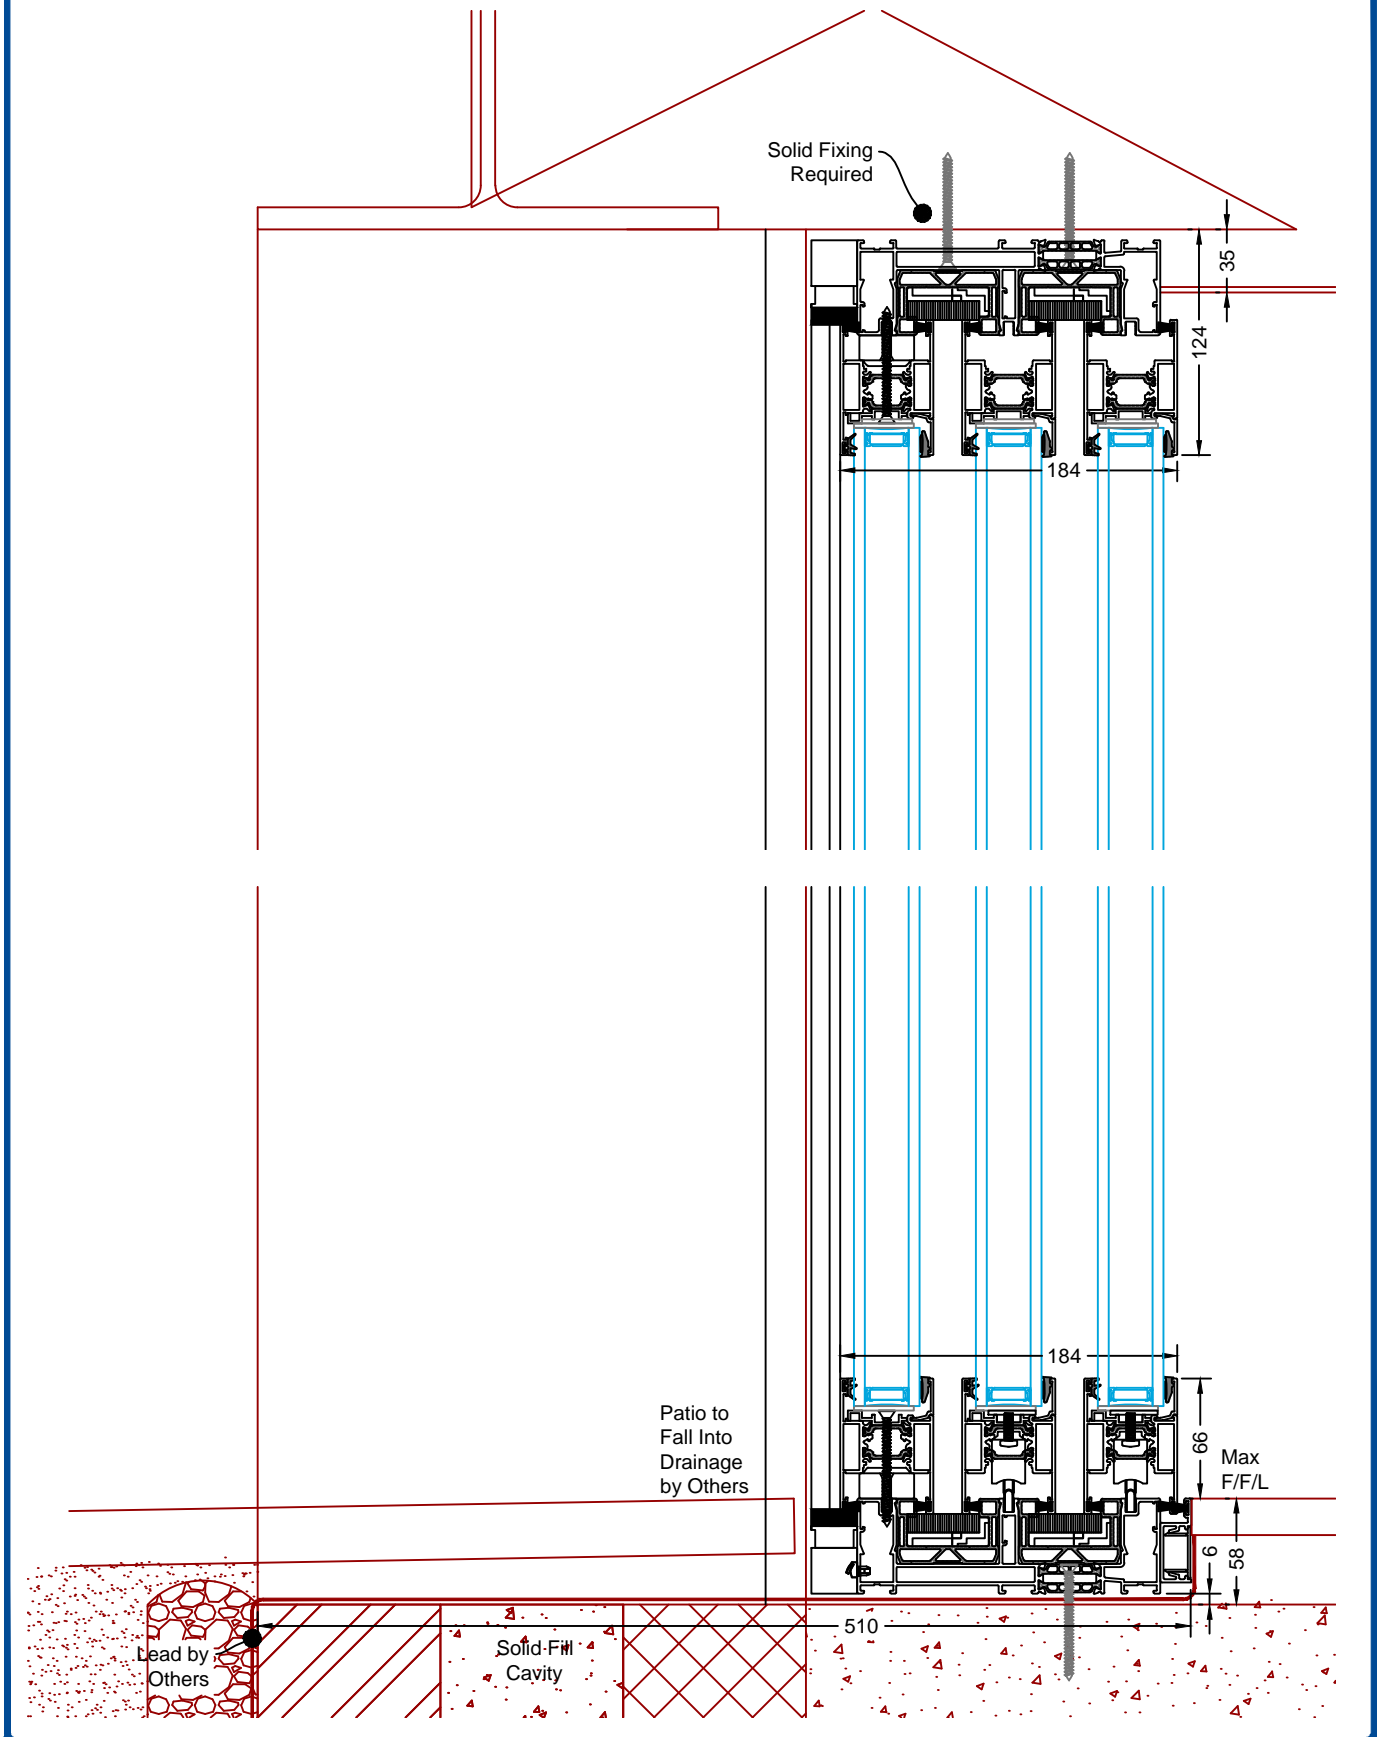 Solid Fixing
Required
35
124
184
184
Patio to
Fall Into
Drainage
by Others
66
Max
F/F/L
6
58
510
Lead by
Others
Solid Fill
Cavity